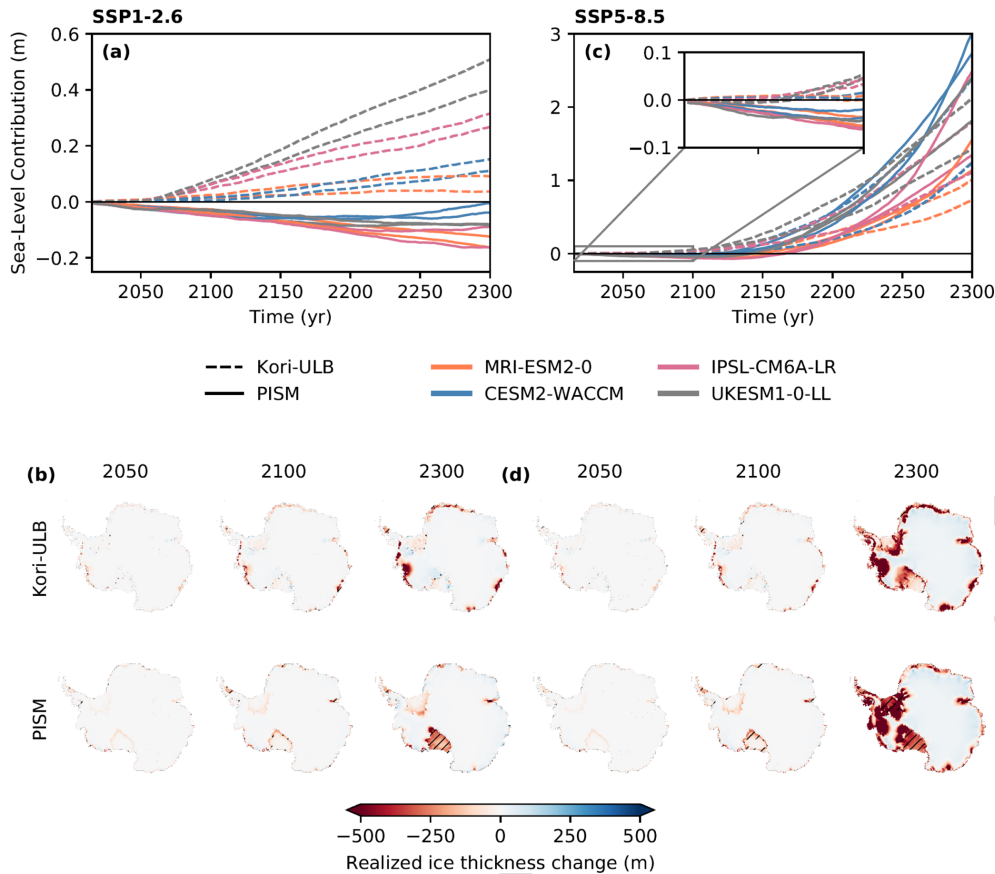 SSP1-2.6
SSP5-8.5
(a)
(c)
Sea-Level Contribution (m)
0.6
0.4
0.2
0.0
−0.2
2050 2100 2150 2200 2250 2300
Time (yr)
3
2
1
0
0.1
0.0
−0.1
2050 2100 2150 2200 2250 2300
Time (yr)
Kori-ULB
PISM
MRI-ESM2-0
CESM2-WACCM
IPSL-CM6A-LR
UKESM1-0-LL
(b) 2050 2100 2300
(d) 2050 2100 2300
Kori-ULB
PISM
−500 −250 0 250 500
Realized ice thickness change (m)